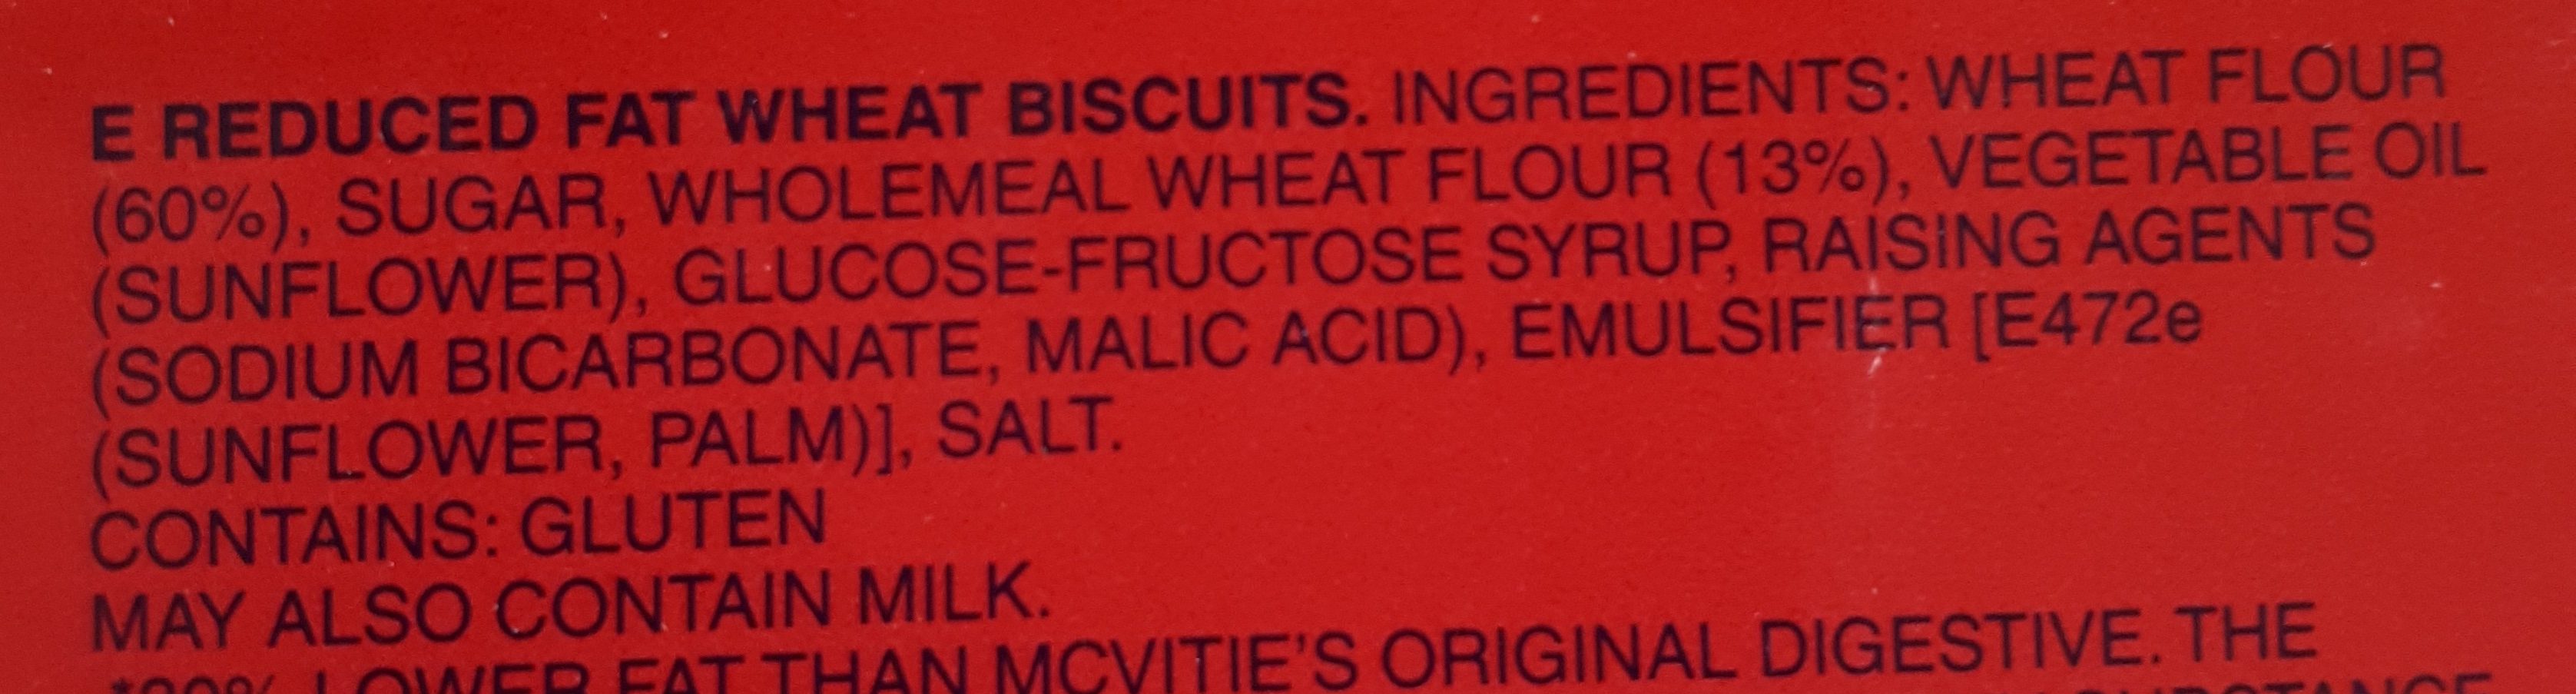 E REDUCED FAT WHEAT BISCUITS. INGREDIENTS: WHEAT FLOUR
(60%), SUGAR, WHOLEMEAL WHEAT FLOUR (13%), VEGETABLE OIL
(SUNFLOWER), GLUCOSE-FRUCTOSE SYRUP, RAISING AGENTS
(SODIUM BICARBONATE, MALIC ACID), EMULSIFIER [E472e
(SUNFLOWER, PALM)], SALT.
CONTAINS: GLUTEN
MAY ALSO CONTAIN MILK.
LOWER FAT THAN MCVITIE'S ORIGINAL DIGESTIVE. THE